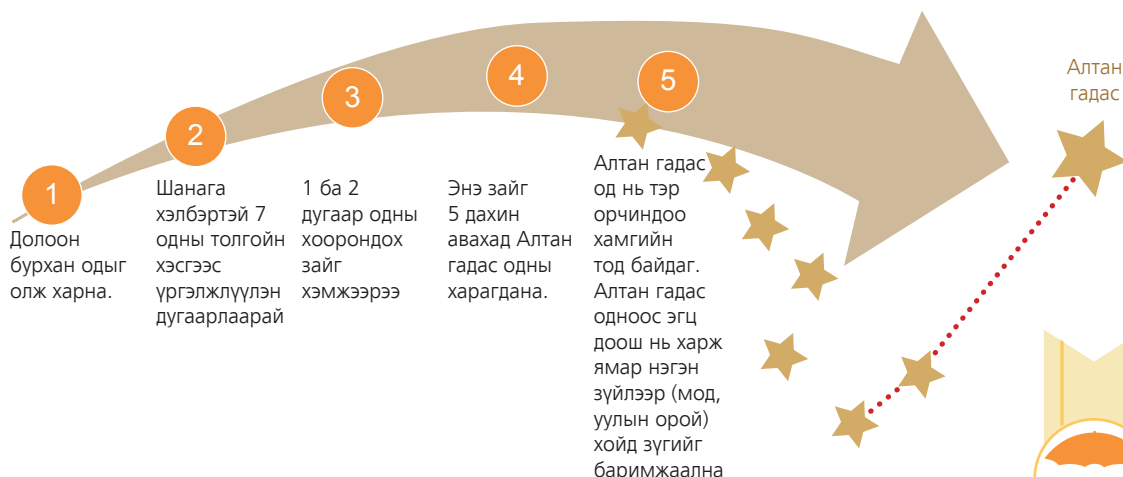 1
Долоон
бурхан одыг
олж харна.
2
Шанага
хэлбэртэй 7
одны толгойн
хэсгээс
үргэлжлүүлэн
дугаарлаарай
3
1 ба 2
дугаар одны
хоорондох
зайг
хэмжээрээ
4
Энэ зайг
5 дахин
авахад Алтан
гадас одны
харагдана.
5
Алтан гадас
од нь тэр
орчиндоо
хамгийн
тод байдаг.
Алтан гадас
одноос эгц
доош нь харж
ямар нэгэн
зүйлээр (мод,
уулын орой)
хойд зүгийг
баримжаална
Алтан
гадас